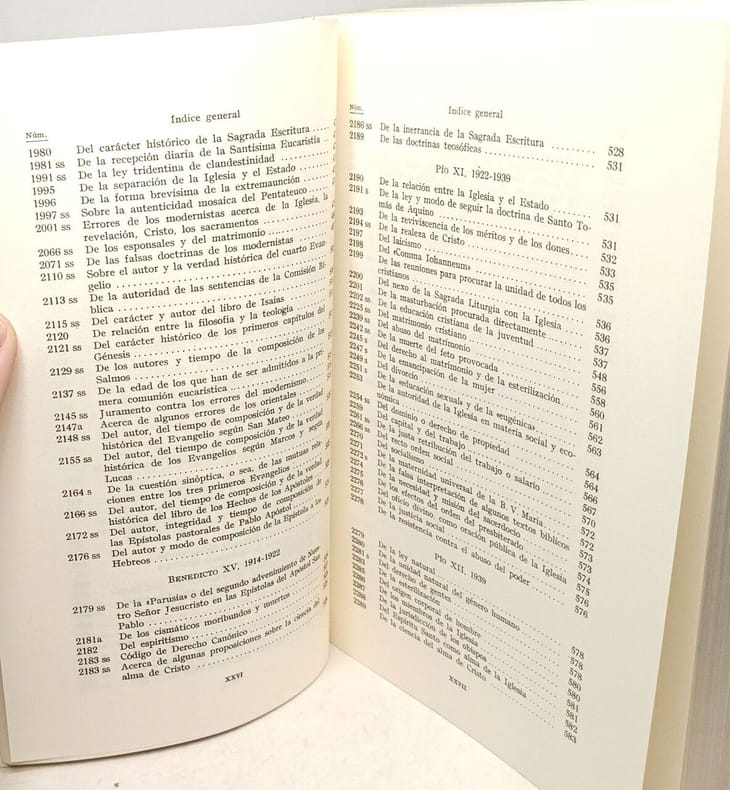 Índice general
Núm.
1980 Del carácter histórico de la Sagrada Escritura
1981 ss De la recepción diaria de la Santísima Eucaristía
1991 ss De la ley tridentina de clandestinidad
1995 De la separación de la Iglesia y el Estado
1996 De la forma brevísima de la extremaunción
1997 ss Sobre la autenticidad mosaica del Pentateuco
2001 ss Errores de los modernistas acerca de la Iglesia, la
revelación, Cristo, los sacramentos
2066 ss De los esponsales y del matrimonio
2071 ss De las falsas doctrinas de los modernistas
2110 ss Sobre el autor y la verdad histórica del cuarto Evan-
gelio
2113 ss De la autoridad de las sentencias de la Comisión Bí-
blica
2115 ss Del carácter y autor del libro de Isaías
2120 De relación entre la filosofía y la teología
2121 ss Del carácter histórico de los primeros capítulos del
Génesis
2129 ss De los autores y tiempo de la composición de los
Salmos
2137 ss De la edad de los que han de ser admitidos a la pri-
mera comunión eucarística
2145 ss Juramento contra los errores del modernismo
2147a Acerca de algunos errores de los orientales
2148 ss Del autor, del tiempo de composición y de la verdad
histórica del Evangelio según San Mateo
2155 ss Del autor, del tiempo de composición y de la verdad
histórica de los Evangelios según Marcos y según
Lucas
2164 s De la cuestión sinóptica, o sea, de las mutuas rela-
ciones entre los tres primeros Evangelios
2166 ss Del autor, del tiempo de composición y de la verdad
histórica del libro de los Hechos de los Apóstoles
2172 ss Del autor, integridad y tiempo de composición de
las Epístolas pastorales de Pablo Apóstol
2176 ss Del autor y modo de composición de la Epístola a los
Hebreos
BENEDICTO XV. 1914-1922
2179 ss De la «Parusía» o del segundo advenimiento de Nues-
tro Señor Jesucristo en las Epístolas del Apóstol San
Pablo
2181a De los cismáticos moribundos y muertos
2182 Del espiritismo
2183 ss Código de Derecho Canónico
2183 ss Acerca de algunas proposiciones sobre la ciencia del
alma de Cristo
XXVI
Índice general
Núm.
2186 ss De la inerrancia de la Sagrada Escritura 528
2189 De las doctrinas teosóficas 531
PÍO XI, 1922-1939
2190 De la relación entre la Iglesia y el Estado 531
2191 s De la ley y modo de seguir la doctrina de Santo To-
más de Aquino 531
2193 De la reviviscencia de los méritos y de los dones 532
2194 ss De la realeza de Cristo 533
2197 Del laicismo 535
2198 Del «Comma Iohanneum» 535
2199 De las reuniones para procurar la unidad de todos los
cristianos 536
2200 Del nexo de la Sagrada Liturgia con la Iglesia 536
2201 De la masturbación procurada directamente 537
2202 ss De la educación cristiana de la juventud 537
2225 ss Del matrimonio cristiano 548
2239 ss Del abuso del matrimonio 556
2242 ss De la muerte del feto provocada 558
2245 s Del derecho al matrimonio y de la esterilización 560
2247 s De la emancipación de la mujer 561
2249 s Del divorcio 562
2251 s De la educación sexual» y de la eugénica 563
2253 De la autoridad de la Iglesia en materia social y eco-
nómica 564
2254 ss Del dominio o derecho de propiedad 564
Del capital y del trabajo 566
De la justa retribución del trabajo o salario 567
Del recto orden social 570
Del socialismo 572
De la maternidad universal de la B. V. María 572
De la falsa interpretación de algunos textos bíblicos 573
De la necesidad y misión del sacerdocio 573
De los efectos del orden del presbiterado 574
Del oficio divino como oración pública de la Iglesia 575
De la justicia social 576
2278 De la resistencia contra el abuso del poder 576
PÍO XII, 1939
2279 De la ley natural 578
De la unidad natural del género humano 578
Del derecho de gentes 578
De la esterilización 580
Del origen corporal de hombre 580
De los miembros de la Iglesia 581
De la jurisdicción de los obispos 581
Del Espíritu Santo como alma de la Iglesia 582
2289 De la ciencia del alma de Cristo 583
XXVII